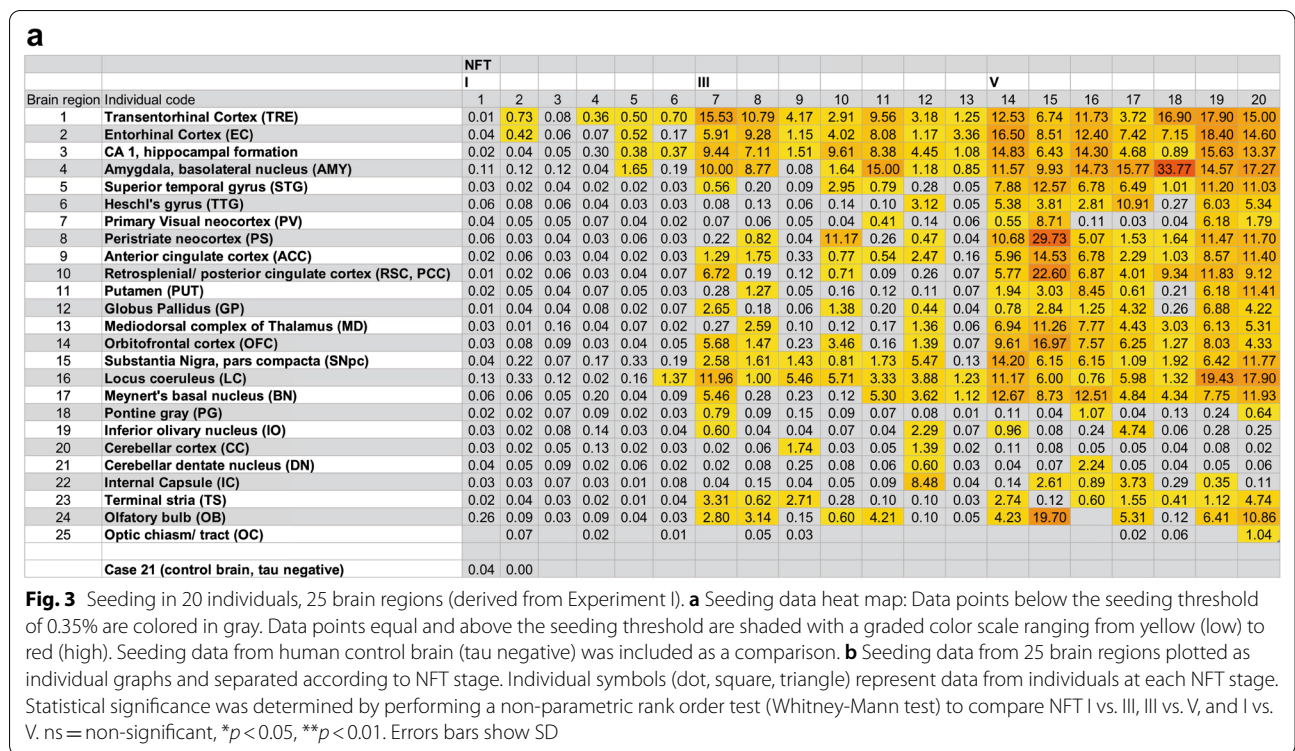 a
NFT
I III V
Brain region Individual code 1 2 3 4 5 6 7 8 9 10 11 12 13 14 15 16 17 18 19 20
1 Transentorhinal Cortex (TRE) 0.01 0.73 0.08 0.36 0.50 0.70 15.53 10.79 4.17 2.91 9.56 3.18 1.25 12.53 6.74 11.73 3.72 16.90 17.90 15.00
2 Entorhinal Cortex (EC) 0.04 0.42 0.06 0.07 0.52 0.17 5.91 9.28 1.15 4.02 8.08 1.17 3.36 16.50 8.51 12.40 7.42 7.15 18.40 14.60
3 CA 1, hippocampal formation 0.02 0.04 0.05 0.30 0.38 0.37 9.44 7.11 1.51 9.61 8.38 4.45 1.08 14.83 6.43 14.30 4.68 0.89 15.63 13.37
4 Amygdala, basolateral nucleus (AMY) 0.11 0.12 0.12 0.04 1.65 0.19 10.00 8.77 0.08 1.64 15.00 1.18 0.85 11.57 9.93 14.73 15.77 33.77 14.57 17.27
5 Superior temporal gyrus (STG) 0.03 0.02 0.04 0.02 0.02 0.03 0.56 0.20 0.09 2.95 0.79 0.28 0.05 7.88 12.57 6.78 6.49 1.01 11.20 11.03
6 Heschl's gyrus (TTG) 0.06 0.08 0.06 0.04 0.03 0.03 0.08 0.13 0.06 0.14 0.10 3.12 0.04 5.38 3.81 2.81 10.91 0.27 6.03 5.34
7 Primary Visual neocortex (PV) 0.04 0.05 0.05 0.07 0.04 0.02 0.07 0.06 0.05 0.04 0.41 0.14 0.06 0.55 8.71 0.11 0.03 0.04 6.18 1.79
8 Peristriate neocortex (PS) 0.06 0.03 0.04 0.03 0.06 0.03 0.22 0.82 0.04 11.17 0.26 0.47 0.04 10.68 29.73 5.07 1.53 1.64 11.47 11.70
9 Anterior cingulate cortex (ACC) 0.02 0.06 0.03 0.04 0.02 0.03 1.29 1.75 0.33 0.77 0.54 2.47 0.16 5.96 14.53 6.78 2.29 1.03 8.57 11.40
10 Retrosplenial/ posterior cingulate cortex (RSC, PCC) 0.01 0.02 0.06 0.03 0.04 0.07 6.72 0.19 0.12 0.71 0.09 0.26 0.07 5.77 22.60 6.87 4.01 9.34 11.83 9.12
11 Putamen (PUT) 0.02 0.05 0.04 0.07 0.05 0.07 0.28 1.27 0.05 0.16 0.12 0.11 0.07 1.94 3.03 8.45 0.61 0.21 6.18 11.41
12 Globus Pallidus (GP) 0.01 0.04 0.04 0.08 0.02 0.07 2.65 0.18 0.06 1.38 0.20 0.44 0.04 0.78 2.84 1.25 4.32 0.26 6.88 4.22
13 Mediodorsal complex of Thalamus (MD) 0.03 0.01 0.16 0.04 0.07 0.02 0.27 2.59 0.10 0.12 0.17 1.36 0.06 6.94 11.26 7.77 4.43 3.03 6.13 5.31
14 Orbitofrontal cortex (OFC) 0.03 0.08 0.09 0.03 0.04 0.05 5.68 1.47 0.23 3.46 0.16 1.39 0.07 9.61 16.97 7.57 6.25 1.27 8.03 4.33
15 Substantia Nigra, pars compacta (SNpc) 0.04 0.22 0.07 0.17 0.33 0.19 2.58 1.61 1.43 0.81 1.73 5.47 0.13 14.20 6.15 6.15 1.09 1.92 6.42 11.77
16 Locus coeruleus (LC) 0.13 0.33 0.12 0.02 0.16 1.37 11.96 1.00 5.46 5.71 3.33 3.88 1.23 11.17 6.00 0.76 5.98 1.32 19.43 17.90
17 Meynert's basal nucleus (BN) 0.06 0.06 0.05 0.20 0.04 0.09 5.46 0.28 0.23 0.12 5.30 3.62 1.12 12.67 8.73 12.51 4.84 4.34 7.75 11.93
18 Pontine gray (PG) 0.02 0.02 0.07 0.09 0.02 0.03 0.79 0.09 0.15 0.09 0.07 0.08 0.01 0.11 0.04 1.07 0.04 0.13 0.24 0.64
19 Inferior olivary nucleus (IO) 0.03 0.02 0.08 0.14 0.03 0.04 0.60 0.04 0.04 0.07 0.04 2.29 0.07 0.96 0.08 0.24 4.74 0.06 0.28 0.25
20 Cerebellar cortex (CC) 0.03 0.02 0.05 0.13 0.02 0.03 0.02 0.06 1.74 0.03 0.05 1.39 0.02 0.11 0.08 0.05 0.05 0.04 0.08 0.02
21 Cerebellar dentate nucleus (DN) 0.04 0.05 0.09 0.02 0.06 0.02 0.02 0.08 0.25 0.08 0.06 0.60 0.03 0.04 0.07 2.24 0.05 0.04 0.05 0.06
22 Internal Capsule (IC) 0.03 0.03 0.07 0.03 0.01 0.08 0.04 0.15 0.04 0.05 0.09 8.48 0.04 0.14 2.61 0.89 3.73 0.29 0.35 0.11
23 Terminal stria (TS) 0.02 0.04 0.03 0.02 0.01 0.04 3.31 0.62 2.71 0.28 0.10 0.10 0.03 2.74 0.12 0.60 1.55 0.41 1.12 4.74
24 Olfatory bulb (OB) 0.26 0.09 0.03 0.09 0.04 0.03 2.80 3.14 0.15 0.60 4.21 0.10 0.05 4.23 19.70 5.31 0.12 6.41 10.86
25 Optic chiasm/ tract (OC) 0.07 0.02 0.01 0.05 0.03 0.02 0.06 1.04
Case 21 (control brain, tau negative) 0.04 0.00
Fig. 3 Seeding in 20 individuals, 25 brain regions (derived from Experiment I). a Seeding data heat map: Data points below the seeding threshold
of 0.35% are colored in gray. Data points equal and above the seeding threshold are shaded with a graded color scale ranging from yellow (low) to
red (high). Seeding data from human control brain (tau negative) was included as a comparison. b Seeding data from 25 brain regions plotted as
individual graphs and separated according to NFT stage. Individual symbols (dot, square, triangle) represent data from individuals at each NFT stage.
Statistical significance was determined by performing a non-parametric rank order test (Whitney-Mann test) to compare NFT I vs. III, III vs. V, and I vs.
V. ns = non-significant, *p < 0.05, **p < 0.01. Errors bars show SD